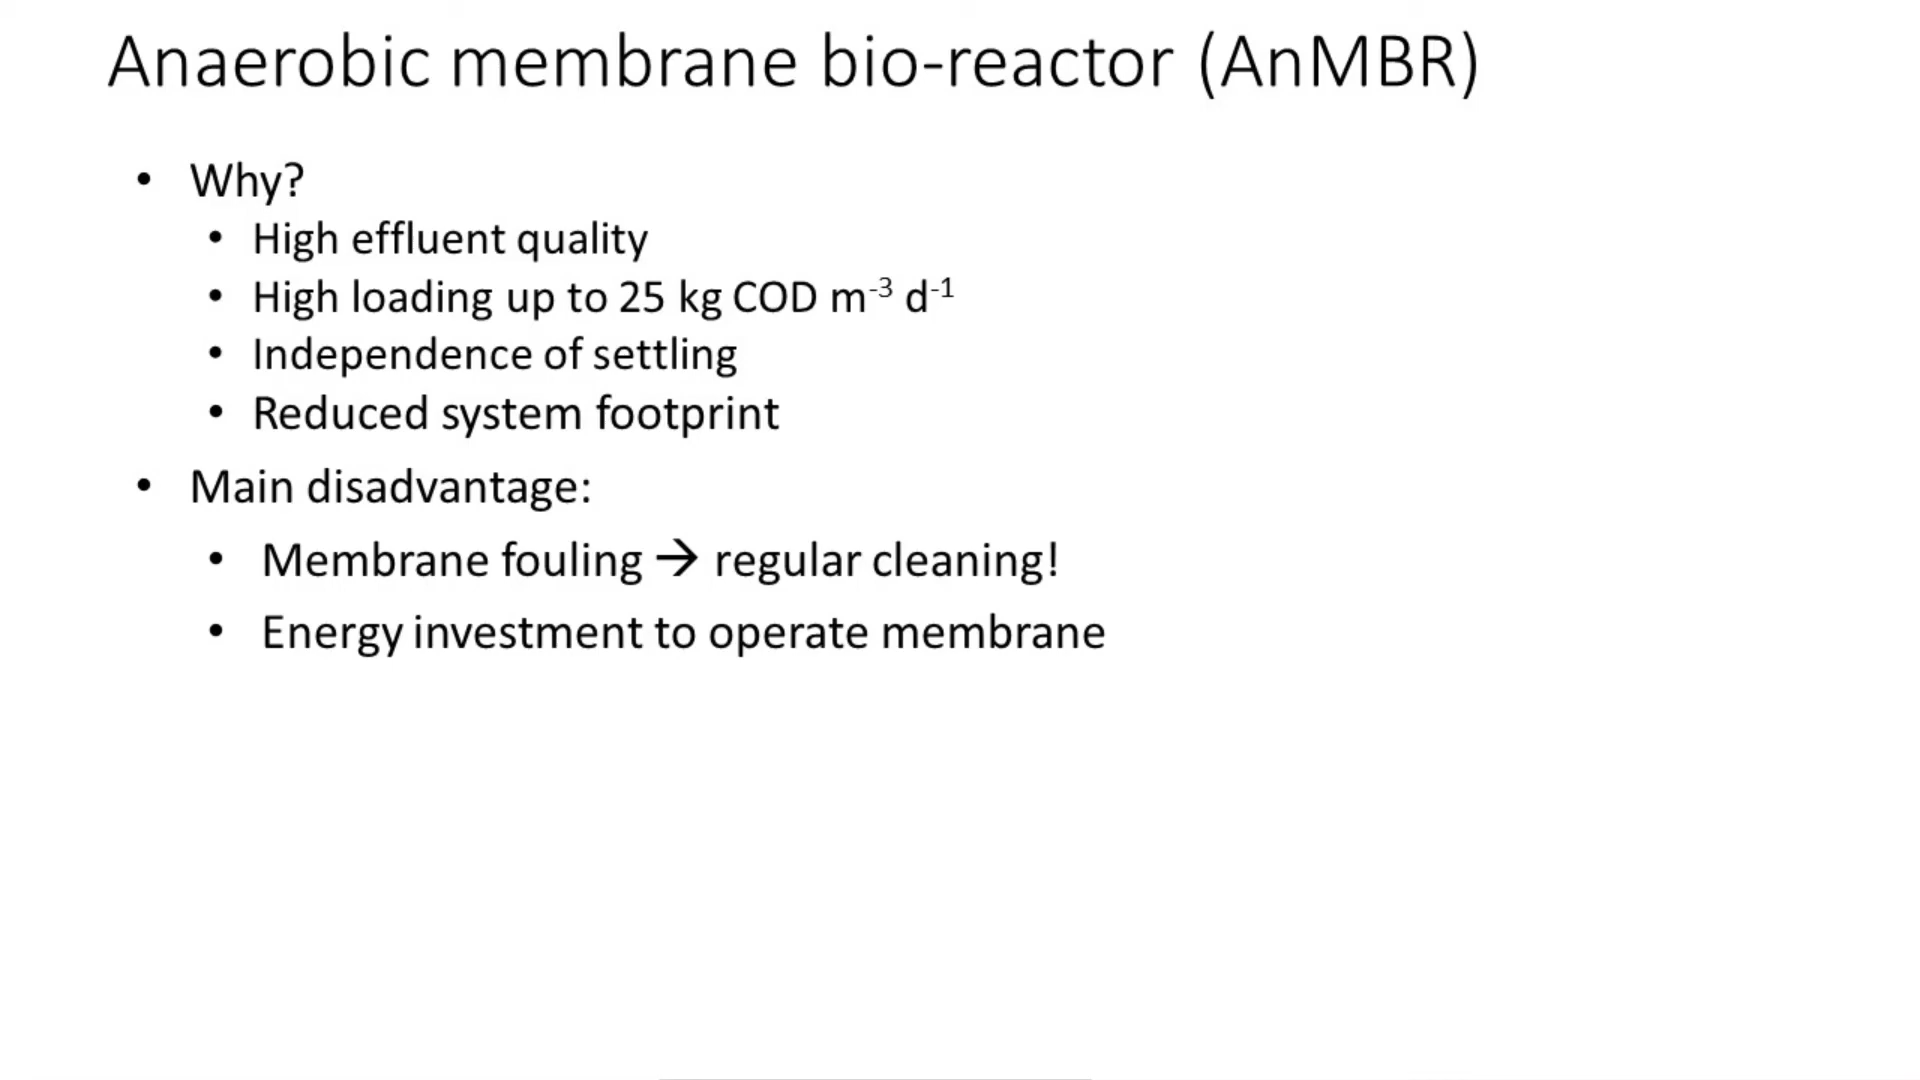 Anaerobic membrane bio-reactor (AnMBR)
• Why?
• High effluent quality
• High loading up to 25 kg COD m⁻³ d⁻¹
• Independence of settling
• Reduced system footprint
• Main disadvantage:
• Membrane fouling → regular cleaning!
• Energy investment to operate membrane